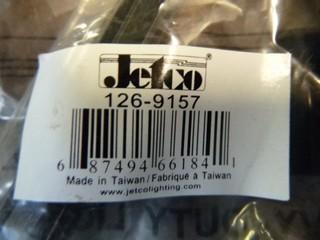 Jetco®
126-9157
6 87494 66184 1
Made in Taiwan/Fabriqué à Taiwan
www.jetcolighting.com